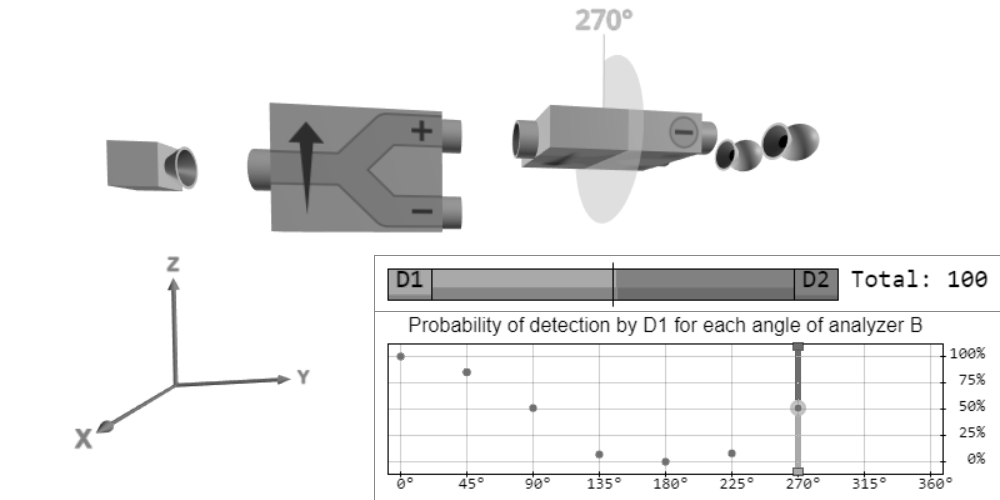 270°
+
−
−
Z
Y
X
D1
D2
Total: 100
Probability of detection by D1 for each angle of analyzer B
100%
75%
50%
25%
0%
0° 45° 90° 135° 180° 225° 270° 315° 360°